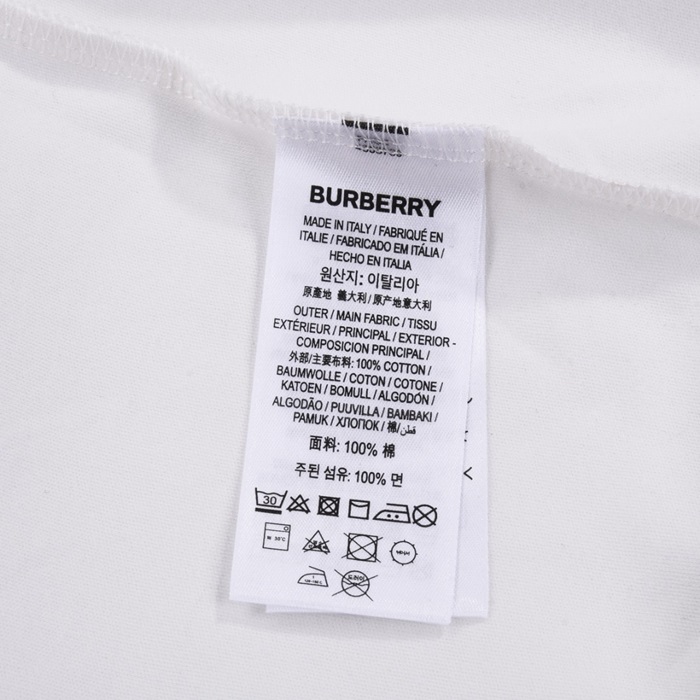 BURBERRY
MADE IN ITALY / FABRIQUÉ EN
ITALIE / FABRICADO EM ITÁLIA /
HECHO EN ITALIA
원산지: 이탈리아
原產地 義大利 / 原产地意大利
OUTER / MAIN FABRIC / TISSU
EXTÉRIEUR / PRINCIPAL / EXTERIOR -
COMPOSICION PRINCIPAL /
外部/主要布料: 100% COTTON /
BAUMWOLLE / COTON / COTONE /
KATOEN / BOMULL / ALGODÓN /
ALGODÃO / PUUVILLA / BAMBAKI /
PAMUK / ХЛОПОК / 棉/قطن
面料: 100% 棉
주된 섬유: 100% 면
30